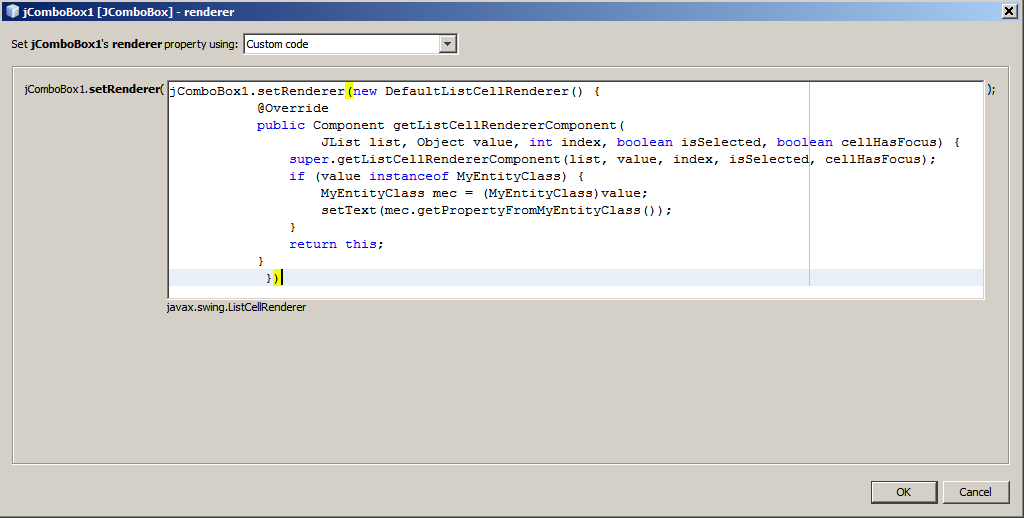 jComboBox1 [JComboBox] - renderer
Set jComboBox1's renderer property using: Custom code
jComboBox1.setRenderer( jComboBox1.setRenderer(new DefaultListCellRenderer() { );
@Override
public Component getListCellRendererComponent(
JList list, Object value, int index, boolean isSelected, boolean cellHasFocus) {
super.getListCellRendererComponent(list, value, index, isSelected, cellHasFocus);
if (value instanceof MyEntityClass) {
MyEntityClass mec = (MyEntityClass)value;
setText(mec.getPropertyFromMyEntityClass());
}
return this;
}
})
javax.swing.ListCellRenderer
OK Cancel